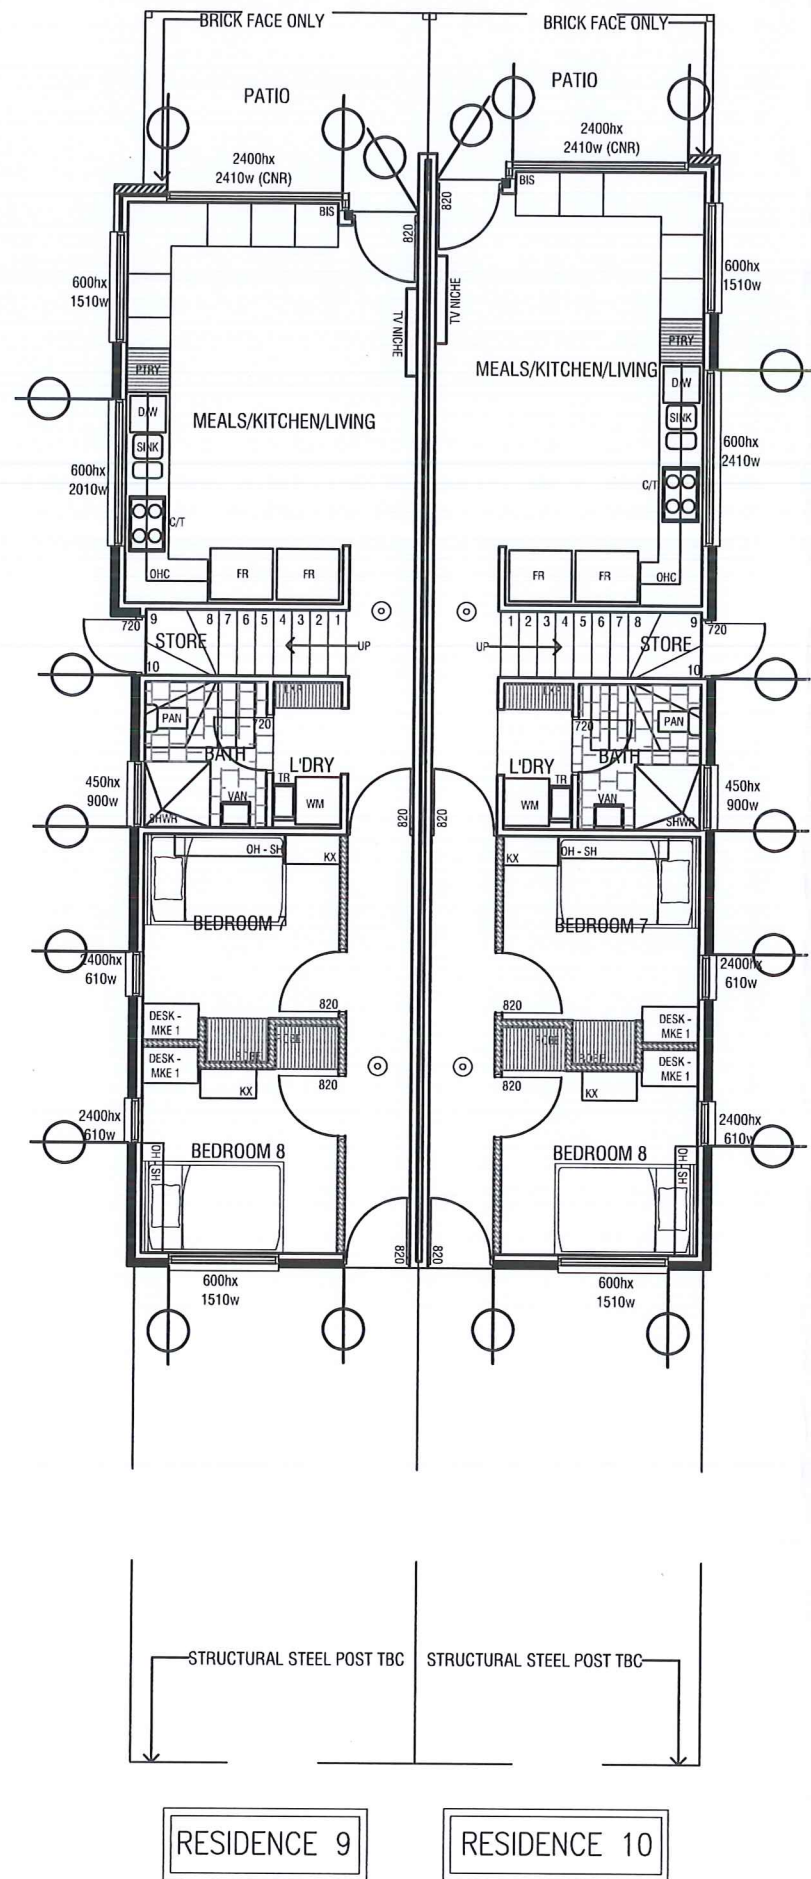 BRICK FACE ONLY
BRICK FACE ONLY
PATIO
PATIO
2400hx
2410w (CNR)
2400hx
2410w (CNR)
BIS
820
820
BIS
600hx
1510w
TV NICHE
TV NICHE
600hx
1510w
PTRY
MEALS/KITCHEN/LIVING
MEALS/KITCHEN/LIVING
PTRY
D/W
SINK
D/W
SINK
600hx
2010w
C/T
C/T
600hx
2410w
OHC
FR
FR
FR
FR
OHC
720
9
8
7
6
5
4
3
2
1
STORE
10
UP
1
2
3
4
5
6
7
8
9
STORE
10
UP
720
PAN
720
BATH
L'DRY
TR
WM
VAN
SHWR
450hx
900w
720
PAN
BATH
L'DRY
TR
WM
VAN
SHWR
450hx
900w
820
820
OH - SH
KX
KX
OH - SH
BEDROOM 7
BEDROOM 7
2400hx
610w
2400hx
610w
820
820
DESK -
MKE 1
DESK -
MKE 1
ROBE
ROBE
DESK -
MKE 1
DESK -
MKE 1
KX
820
820
KX
2400hx
610w
2400hx
610w
BEDROOM 8
BEDROOM 8
OH - SH
OH - SH
820
820
600hx
1510w
600hx
1510w
STRUCTURAL STEEL POST TBC
STRUCTURAL STEEL POST TBC
RESIDENCE 9
RESIDENCE 10